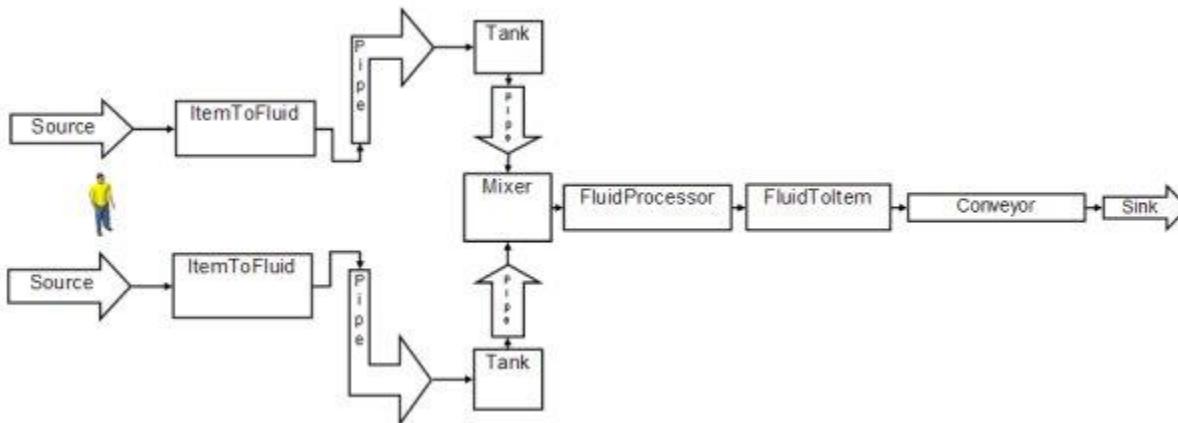 Tank
Pipe
ItemToFluid
Source
Pipe
Mixer
FluidProcessor
FluidToItem
Conveyor
Sink
ItemToFluid
Source
Pipe
Pipe
Tank